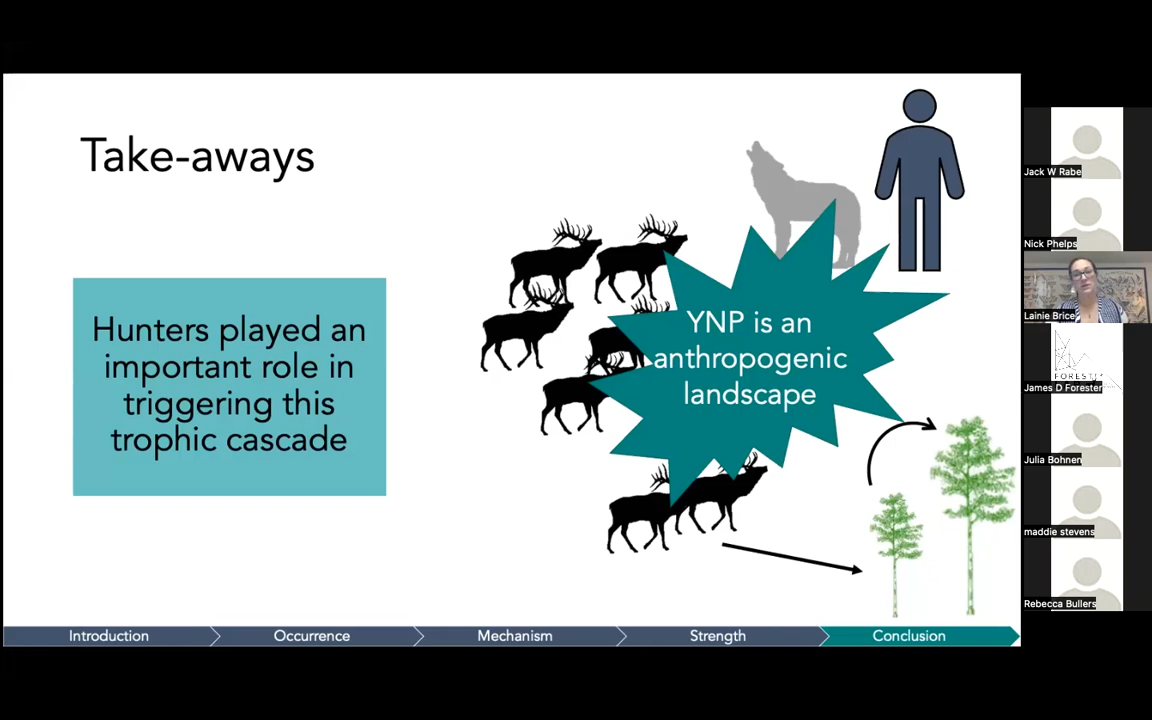 Take-aways
Hunters played an
important role in
triggering this
trophic cascade
YNP is an
anthropogenic
landscape
Introduction
Occurrence
Mechanism
Strength
Conclusion
Jack W Rabe
Nick Phelps
Lainie Brice
James D Forester
Julia Bohnen
maddie stevens
Rebecca Bullers